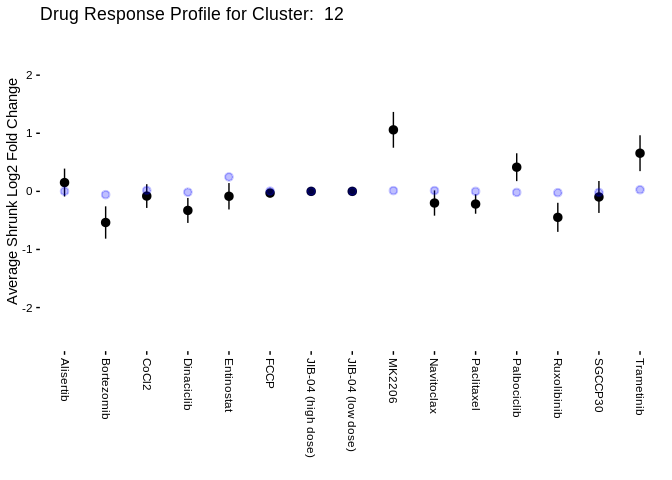 Drug Response Profile for Cluster:  12
Average Shrunk Log2 Fold Change
2
1
0
-1
-2
Alisertib
Bortezomib
CoCl2
Dinaciclib
Entinostat
FCCP
JIB-04 (high dose)
JIB-04 (low dose)
MK2206
Navitoclax
Paclitaxel
Palbociclib
Ruxolibinib
SGCCP30
Trametinib